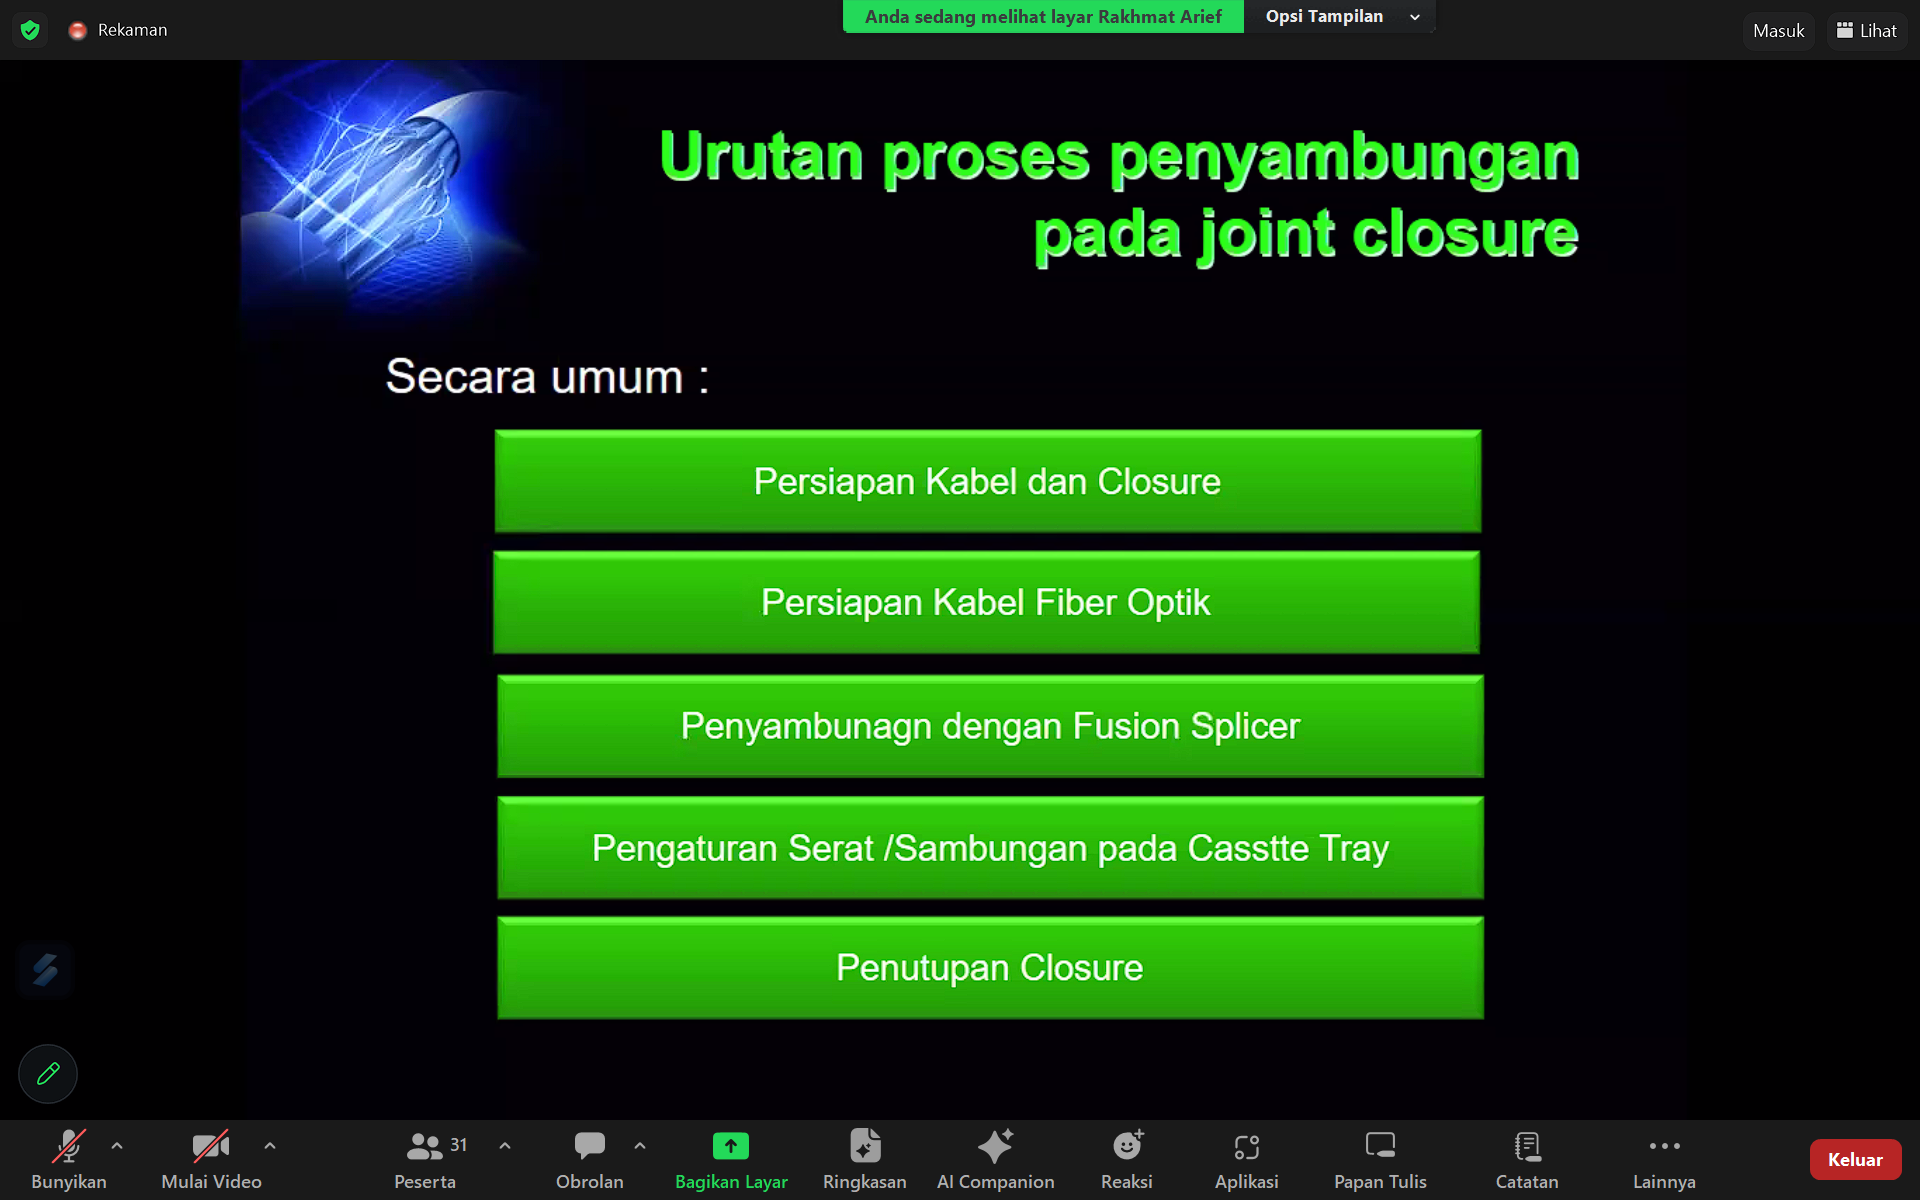 Rekaman
Anda sedang melihat layar Rakhmat Arief
Opsi Tampilan
Masuk
Lihat
Urutan proses penyambungan
pada joint closure
Secara umum :
Persiapan Kabel dan Closure
Persiapan Kabel Fiber Optik
Penyambunagn dengan Fusion Splicer
Pengaturan Serat /Sambungan pada Casstte Tray
Penutupan Closure
Bunyikan
Mulai Video
31
Peserta
Obrolan
Bagikan Layar
Ringkasan
AI Companion
Reaksi
Aplikasi
Papan Tulis
Catatan
Lainnya
Keluar